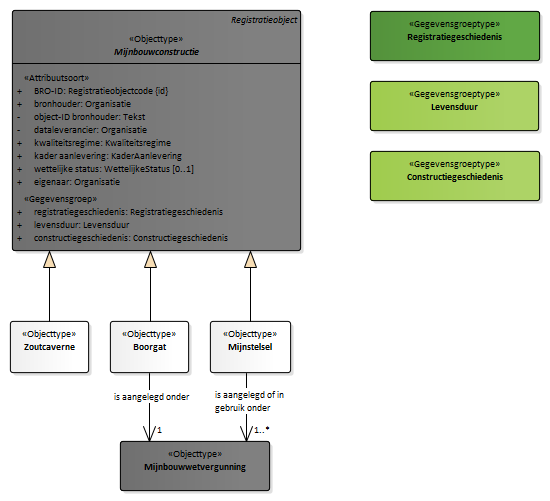 Registratieobject
«Objecttype»
Mijnbouwconstructie
«Attribuutsoort»
+ BRO-ID: Registratieobjectcode {id}
+ bronhouder: Organisatie
- object-ID bronhouder: Tekst
- dataleverancier: Organisatie
+ kwaliteitsregime: Kwaliteitsregime
+ kader aanlevering: KaderAanlevering
+ wettelijke status: WettelijkeStatus [0..1]
+ eigenaar: Organisatie
«Gegevensgroep»
+ registratiegeschiedenis: Registratiegeschiedenis
+ levensduur: Levensduur
+ constructiegeschiedenis: Constructiegeschiedenis
«Gegevensgroeptype»
Registratiegeschiedenis
«Gegevensgroeptype»
Levensduur
«Gegevensgroeptype»
Constructiegeschiedenis
«Objecttype»
Zoutcaverne
«Objecttype»
Boorgat
«Objecttype»
Mijnstelsel
is aangelegd onder
is aangelegd of in
gebruik onder
1
1..*
«Objecttype»
Mijnbouwwetvergunning